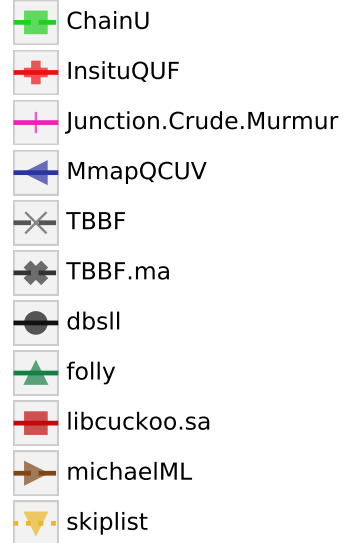 ChainU
InsituQUF
Junction.Crude.Murmur
MmapQCUV
TBBF
TBBF.ma
dbsll
folly
libcuckoo.sa
michaelML
skiplist